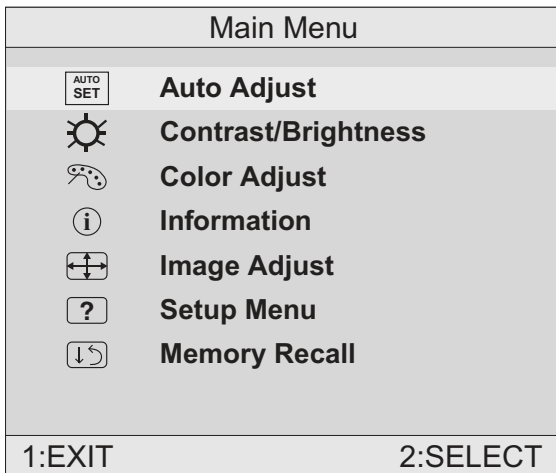 Main Menu
AUTO
SET
Auto Adjust
Contrast/Brightness
Color Adjust
i
Information
Image Adjust
?
Setup Menu
Memory Recall
1:EXIT 2:SELECT